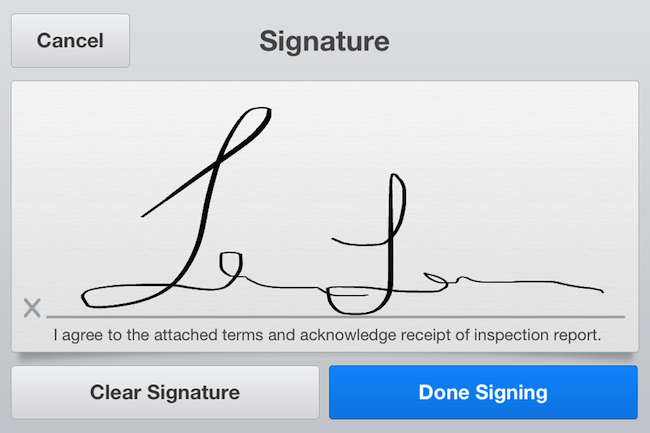 Cancel
Signature
X
I agree to the attached terms and acknowledge receipt of inspection report.
Clear Signature
Done Signing